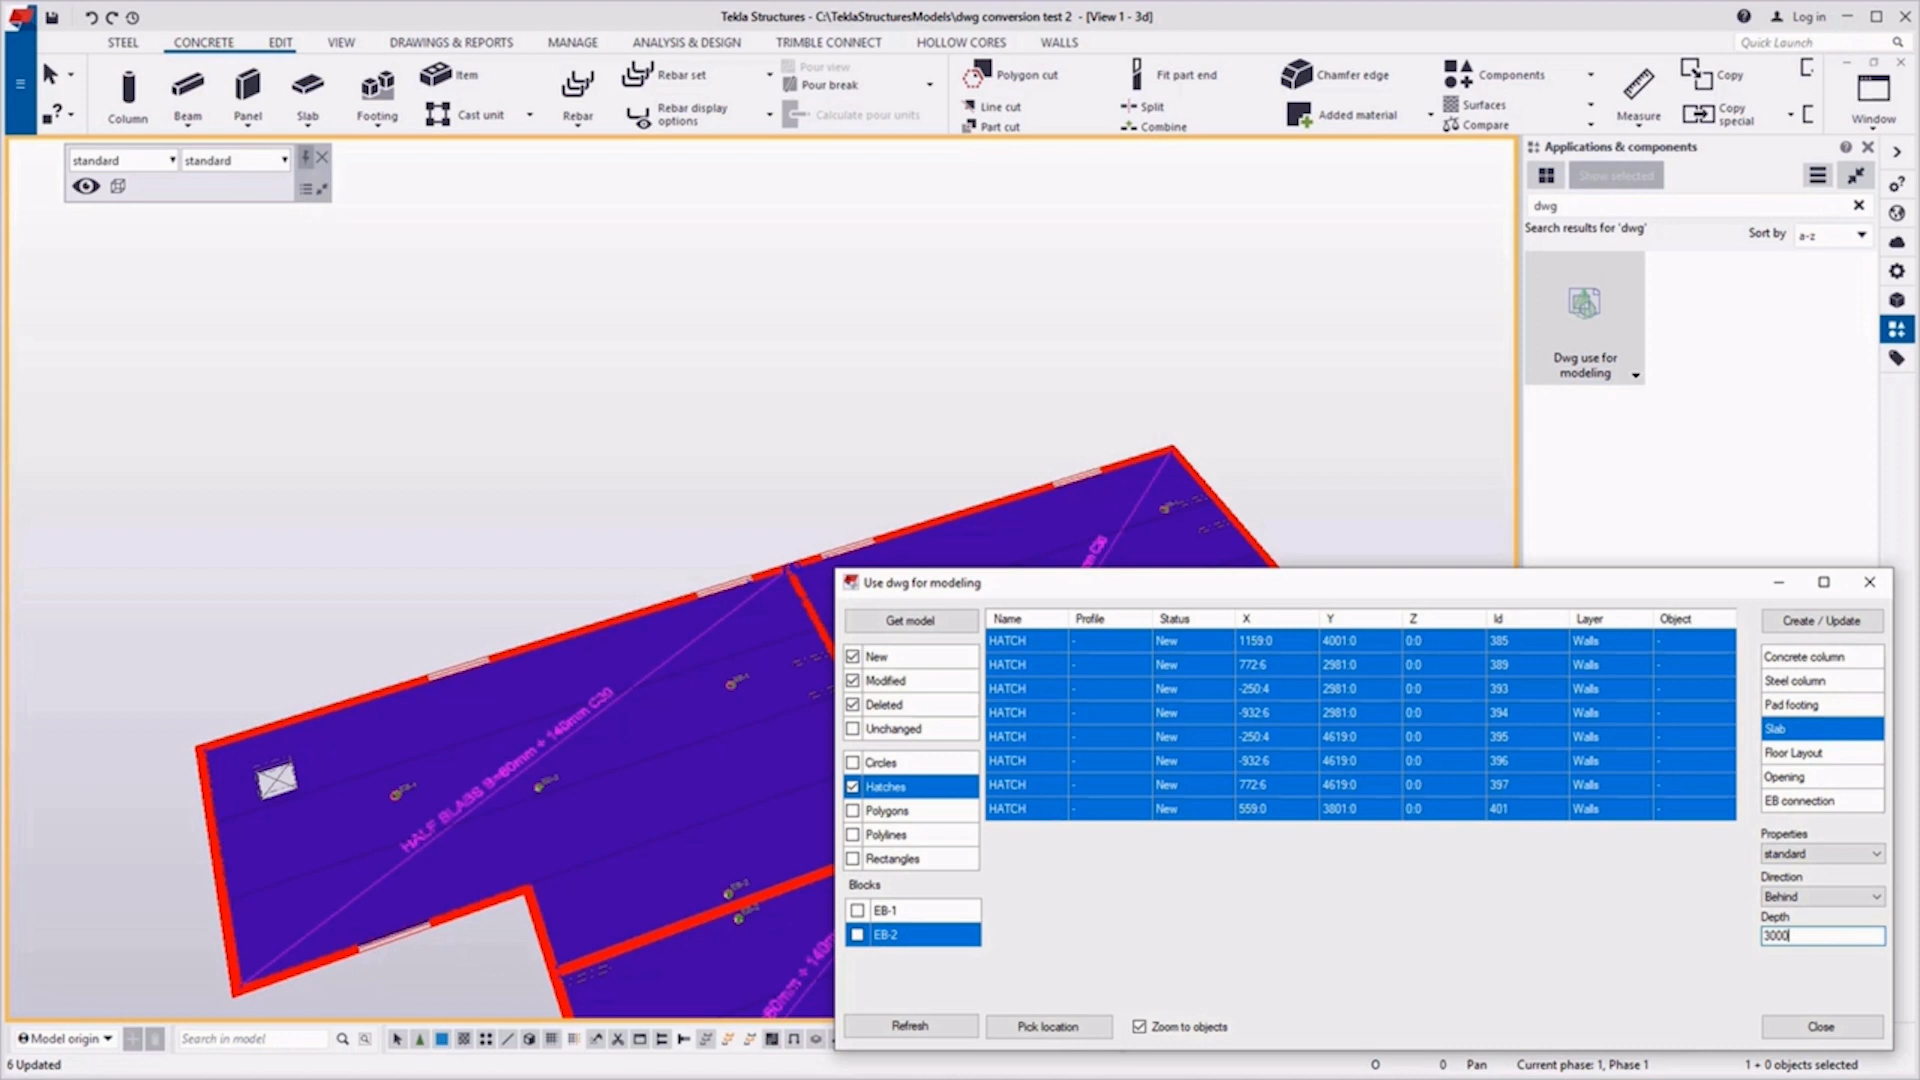 Tekla Structures - C:\TeklaStructuresModels\dwg conversion test 2 - [View 1 - 3d]
Log in
STEEL CONCRETE EDIT VIEW DRAWINGS & REPORTS MANAGE ANALYSIS & DESIGN TRIMBLE CONNECT HOLLOW CORES WALLS
Quick Launch
Column
Beam
Panel
Slab
Footing
Item
Cast unit
Rebar
Rebar set
Rebar display options
Pour view
Pour break
Calculate pour units
Polygon cut
Line cut
Part cut
Fit part end
Split
Combine
Chamfer edge
Added material
Components
Surfaces
Compare
Measure
Copy
Copy special
Window
standard standard
Applications & components
Show selected
dwg
Search results for 'dwg'
Sort by a-z
Dwg use for
modeling
HALF SLABS B=60mm + 140mm C30
mm C30
60mm + 140m
Use dwg for modeling
Get model
New
Modified
Deleted
Unchanged
Circles
Hatches
Polygons
Polylines
Rectangles
Blocks
EB-1
EB-2
Name Profile Status X Y Z Id Layer Object
HATCH - New 1159:0 4001:0 0:0 385 Walls -
HATCH - New 772:6 2981:0 0:0 389 Walls -
HATCH - New -250:4 2981:0 0:0 393 Walls -
HATCH - New -932:6 2981:0 0:0 394 Walls -
HATCH - New -250:4 4619:0 0:0 395 Walls -
HATCH - New -932:6 4619:0 0:0 396 Walls -
HATCH - New 772:6 4619:0 0:0 397 Walls -
HATCH - New 559:0 3801:0 0:0 401 Walls -
Create / Update
Concrete column
Steel column
Pad footing
Slab
Floor Layout
Opening
EB connection
Properties
standard
Direction
Behind
Depth
3000
Refresh
Pick location
Zoom to objects
Close
Model origin
Search in model
6 Updated
O 0 Pan Current phase: 1, Phase 1 1 + 0 objects selected